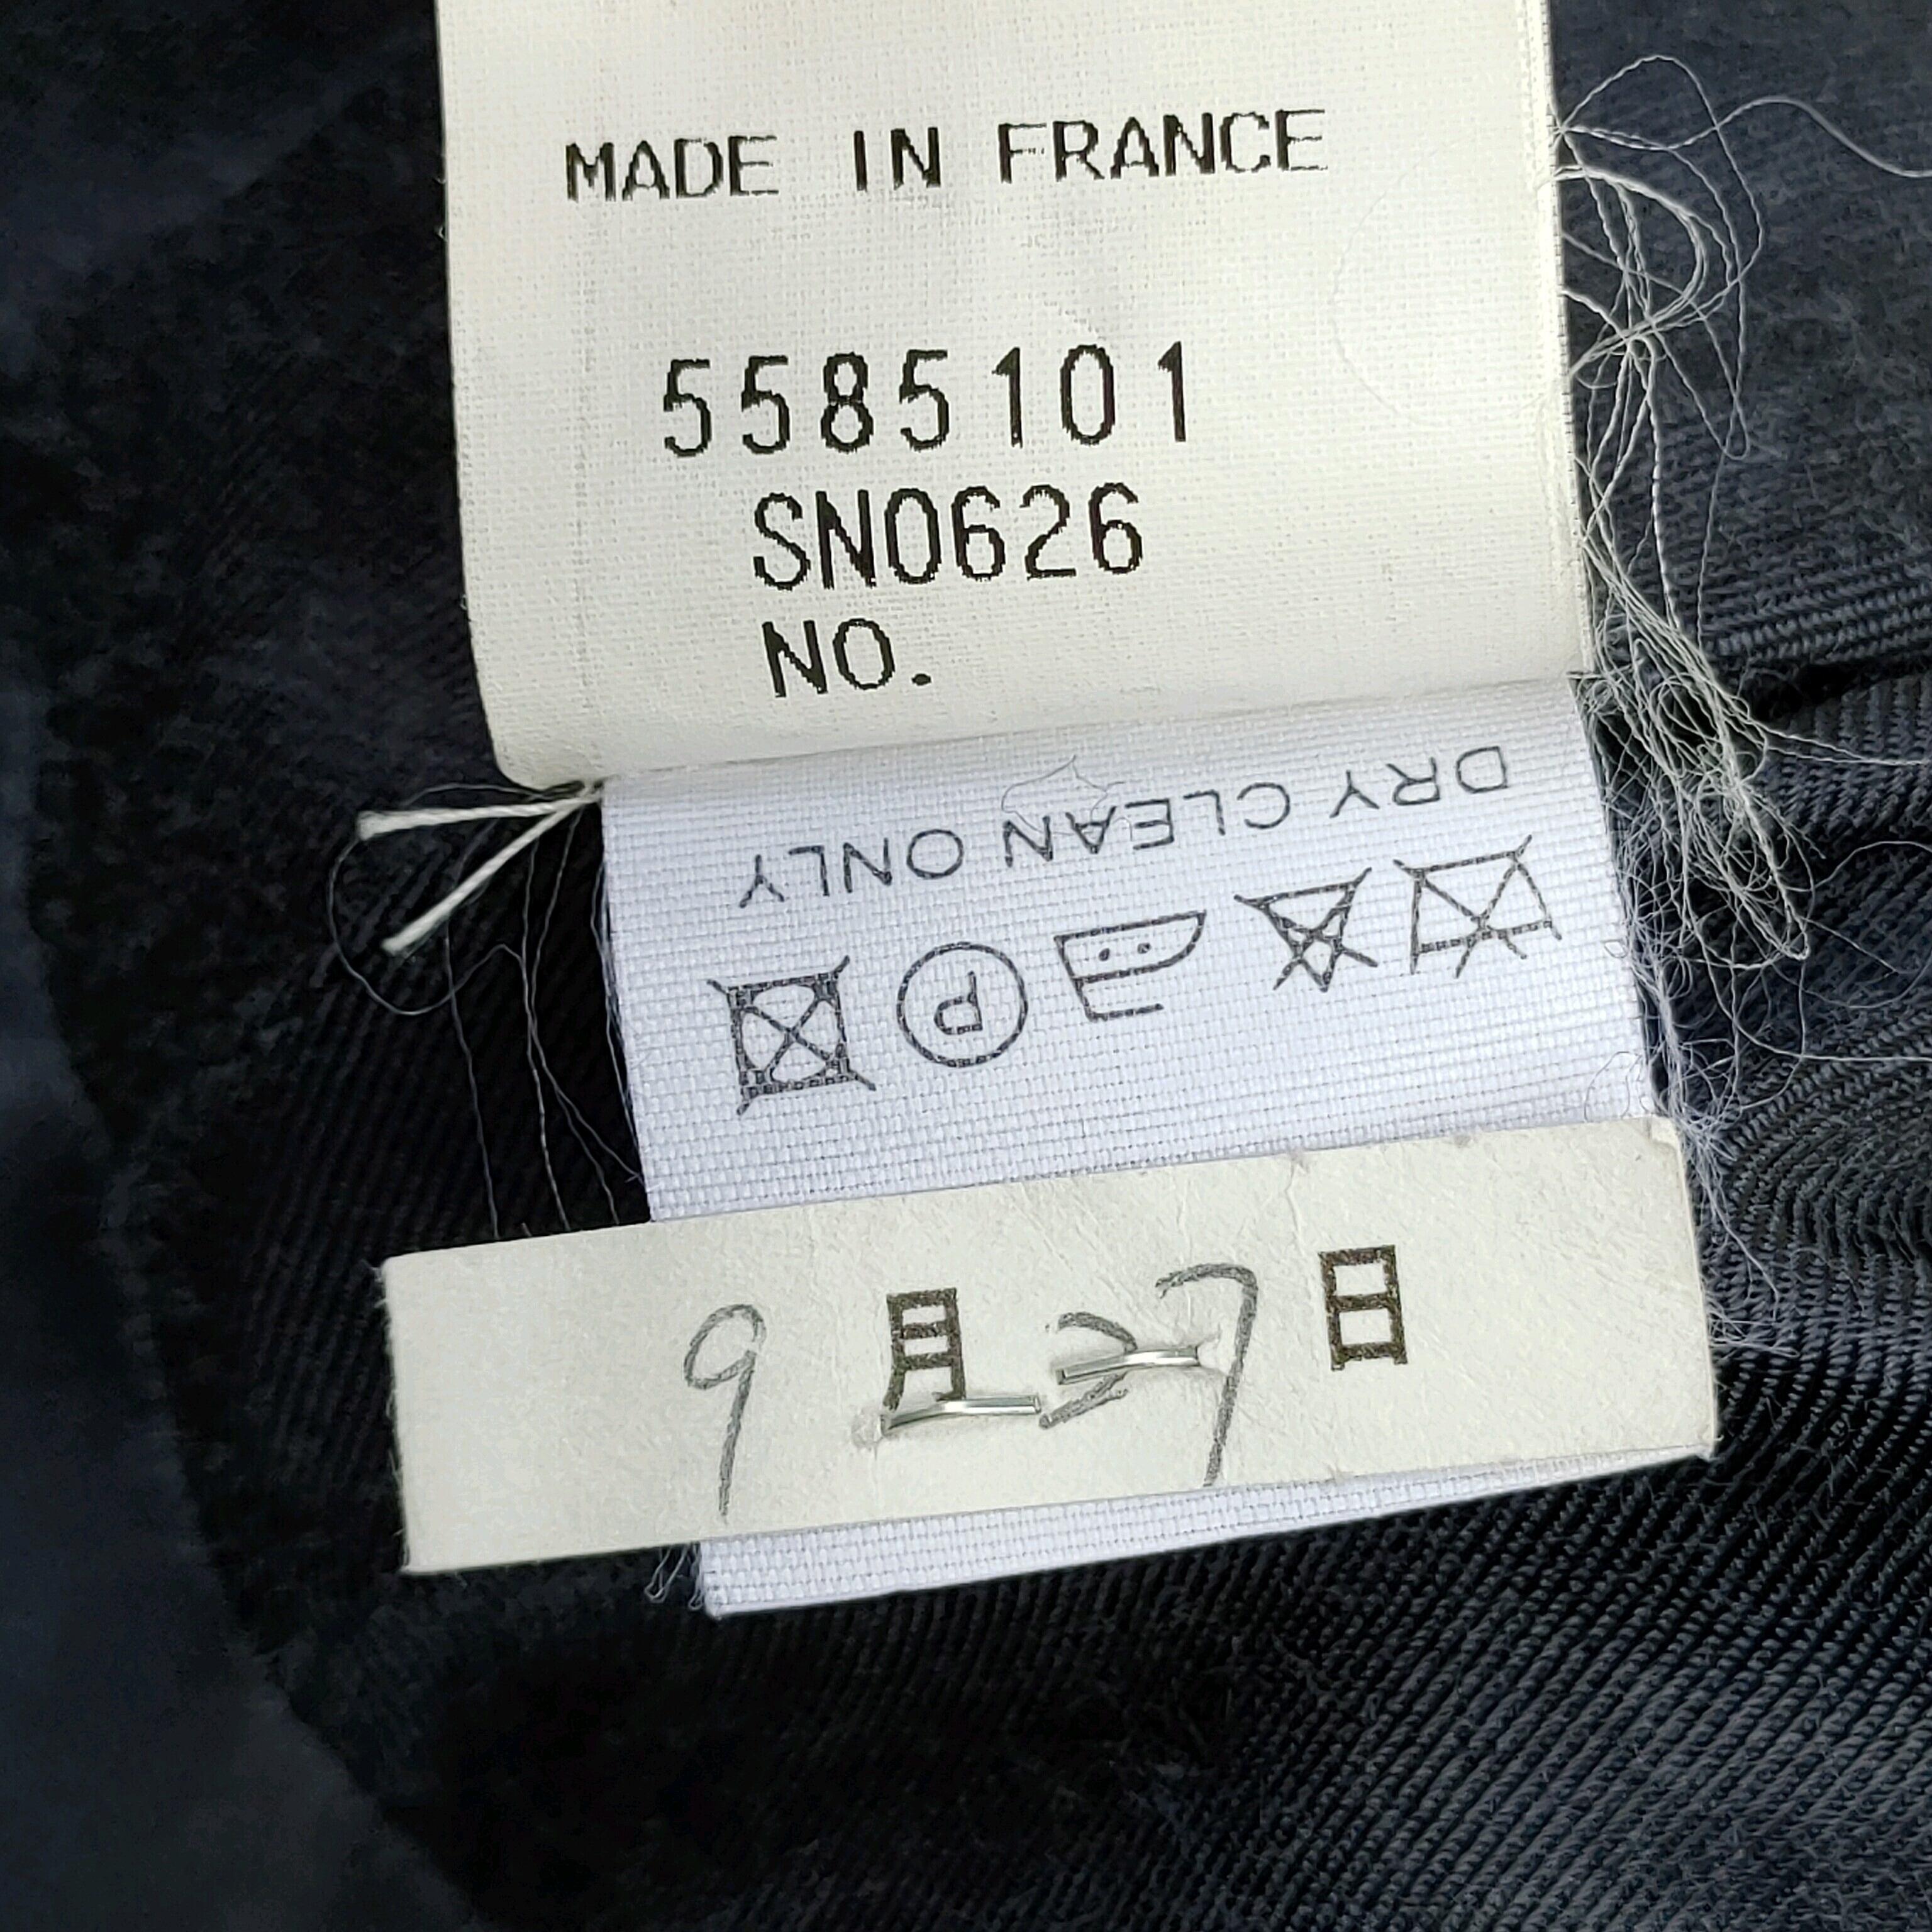 MADE IN FRANCE
5585101
SN0626
NO.
DRY CLEAN ONLY
P
9月27日